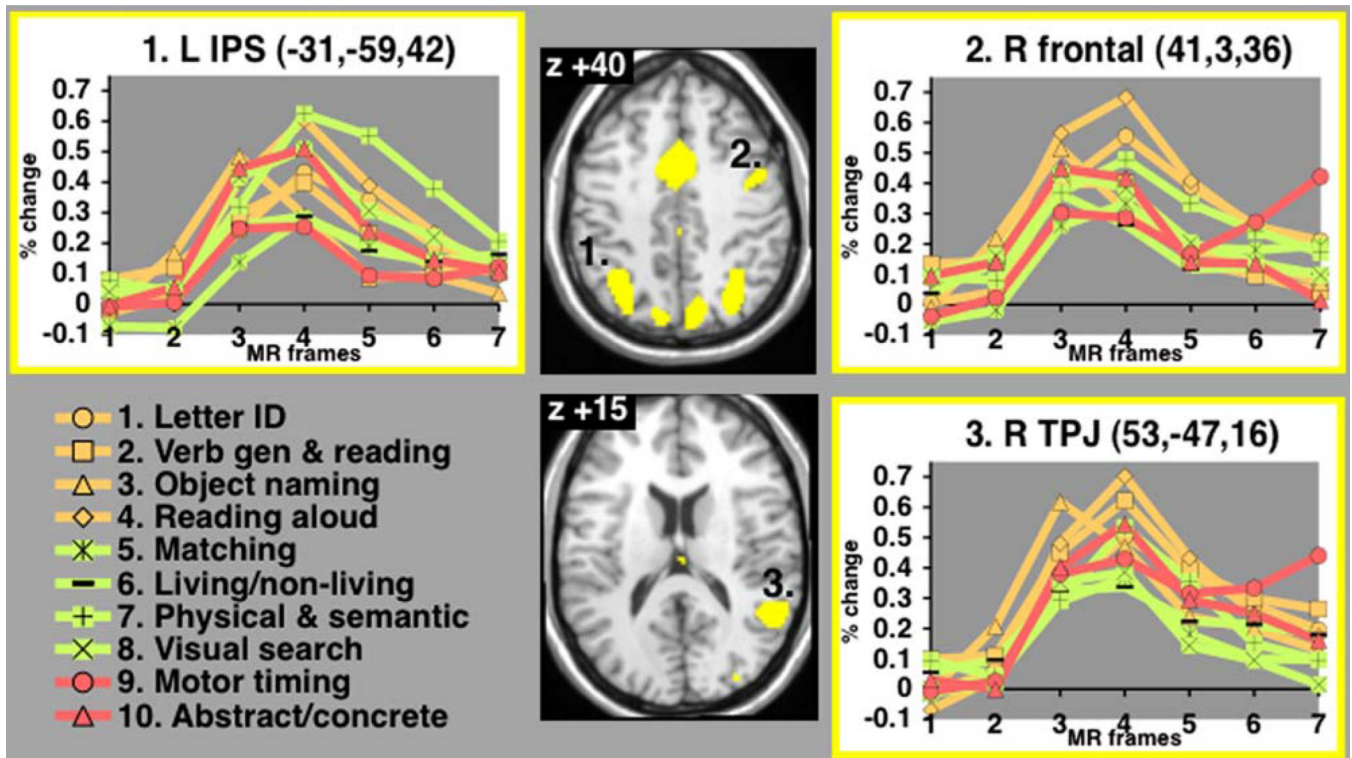 1. L IPS (-31,-59,42)
% change
0.7
0.6
0.5
0.4
0.3
0.2
0.1
0
-0.1
1 2 3 4 5 6 7
MR frames
z +40
1.
2.
2. R frontal (41,3,36)
% change
0.7
0.6
0.5
0.4
0.3
0.2
0.1
0
-0.1
1 2 3 4 5 6 7
MR frames
1. Letter ID
2. Verb gen & reading
3. Object naming
4. Reading aloud
5. Matching
6. Living/non-living
7. Physical & semantic
8. Visual search
9. Motor timing
10. Abstract/concrete
z +15
3.
3. R TPJ (53,-47,16)
% change
0.7
0.6
0.5
0.4
0.3
0.2
0.1
0
-0.1
1 2 3 4 5 6 7
MR frames